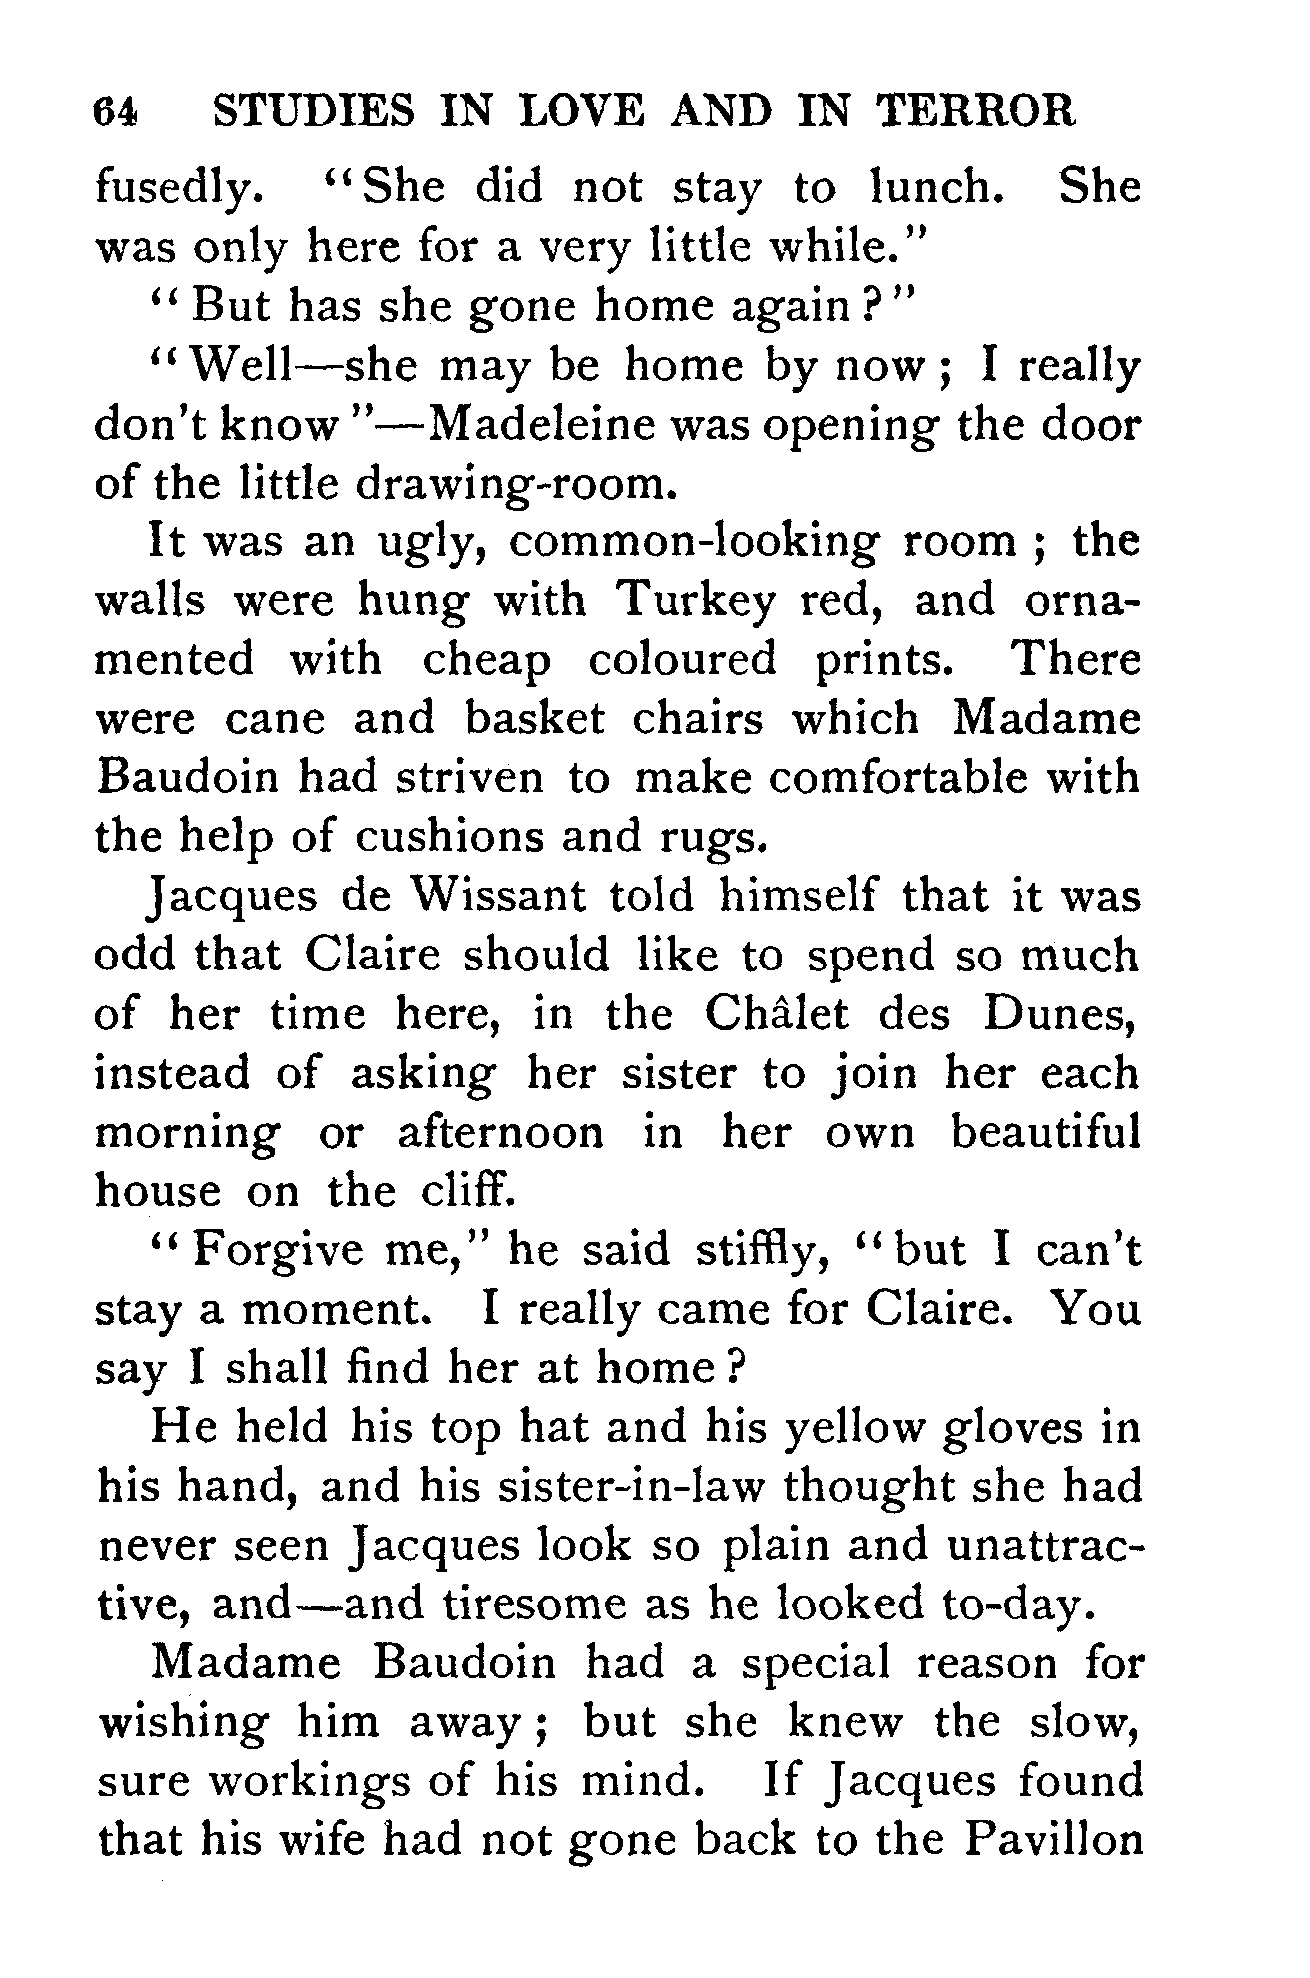 64 STUDIES IN LOVE AND IN TERROR
fusedly. "She did not stay to lunch. She
was only here for a very little while."
"But has she gone home again?"
"Well—she may be home by now; I really
don't know"—Madeleine was opening the door
of the little drawing-room.
It was an ugly, common-looking room; the
walls were hung with Turkey red, and orna-
mented with cheap coloured prints. There
were cane and basket chairs which Madame
Baudoin had striven to make comfortable with
the help of cushions and rugs.
Jacques de Wissant told himself that it was
odd that Claire should like to spend so much
of her time here, in the Châlet des Dunes,
instead of asking her sister to join her each
morning or afternoon in her own beautiful
house on the cliff.
"Forgive me," he said stiffly, "but I can't
stay a moment. I really came for Claire. You
say I shall find her at home?
He held his top hat and his yellow gloves in
his hand, and his sister-in-law thought she had
never seen Jacques look so plain and unattrac-
tive, and—and tiresome as he looked to-day.
Madame Baudoin had a special reason for
wishing him away; but she knew the slow,
sure workings of his mind. If Jacques found
that his wife had not gone back to the Pavillon